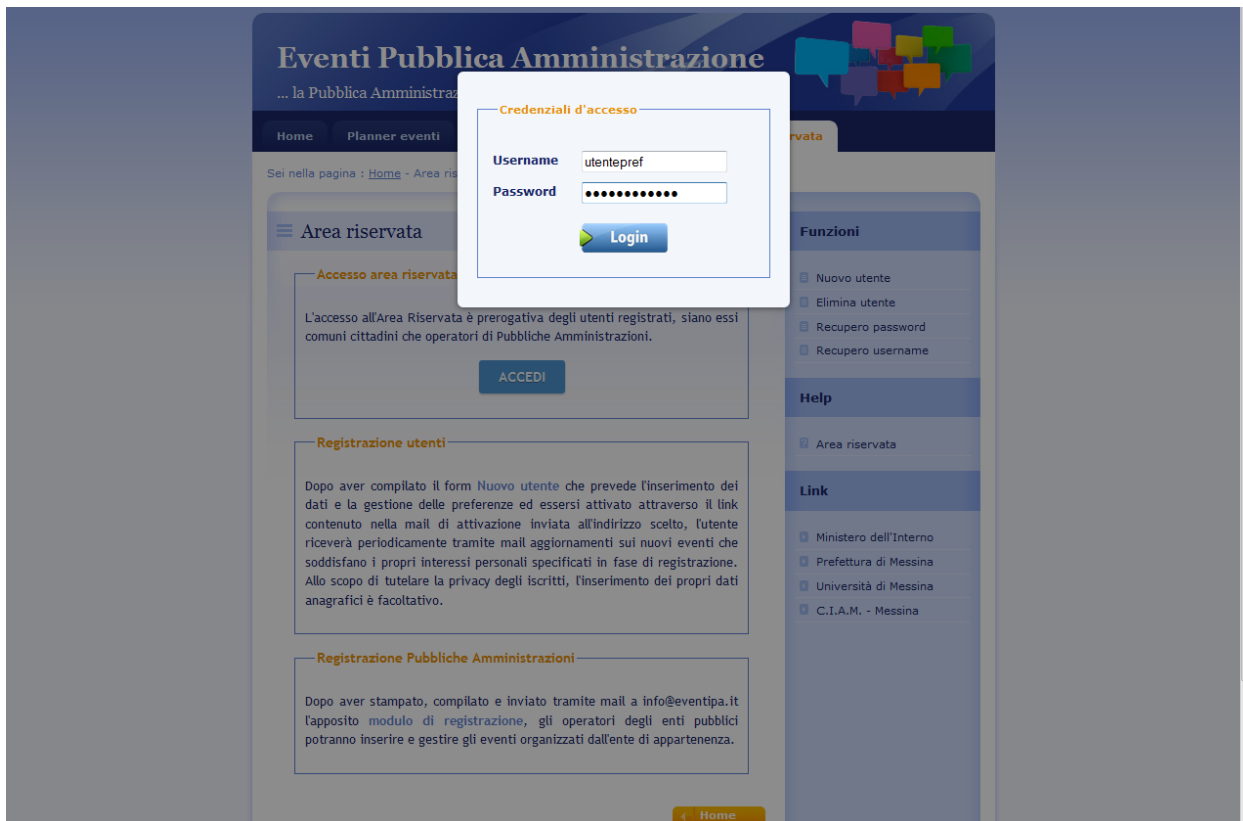 Eventi Pubblica Amministrazione
... la Pubblica Amministraz
Home
Planner eventi
rvata
Sei nella pagina : Home - Area ris
Credenziali d'accesso
Username
utentepref
Password
••••••••••••
Login
Area riservata
Accesso area riservata
L'accesso all'Area Riservata è prerogativa degli utenti registrati, siano essi
comuni cittadini che operatori di Pubbliche Amministrazioni.
ACCEDI
Registrazione utenti
Dopo aver compilato il form Nuovo utente che prevede l'inserimento dei
dati e la gestione delle preferenze ed essersi attivato attraverso il link
contenuto nella mail di attivazione inviata all'indirizzo scelto, l'utente
riceverà periodicamente tramite mail aggiornamenti sui nuovi eventi che
soddisfano i propri interessi personali specificati in fase di registrazione.
Allo scopo di tutelare la privacy degli iscritti, l'inserimento dei propri dati
anagrafici è facoltativo.
Registrazione Pubbliche Amministrazioni
Dopo aver stampato, compilato e inviato tramite mail a info@eventipa.it
l'apposito modulo di registrazione, gli operatori degli enti pubblici
potranno inserire e gestire gli eventi organizzati dall'ente di appartenenza.
Home
Funzioni
Nuovo utente
Elimina utente
Recupero password
Recupero username
Help
Area riservata
Link
Ministero dell'Interno
Prefettura di Messina
Università di Messina
C.I.A.M. - Messina